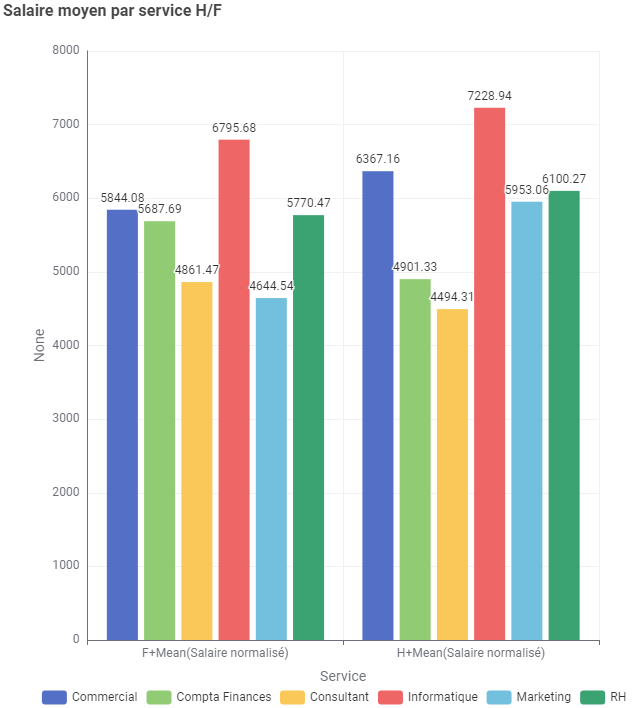 Salaire moyen par service H/F
8000
7000
6000
5000
4000
3000
2000
1000
0
None
5844.08
5687.69
4861.47
6795.68
4644.54
5770.47
6367.16
4901.33
4494.31
7228.94
5953.06
6100.27
F+Mean(Salaire normalisé)
H+Mean(Salaire normalisé)
Service
Commercial
Compta Finances
Consultant
Informatique
Marketing
RH